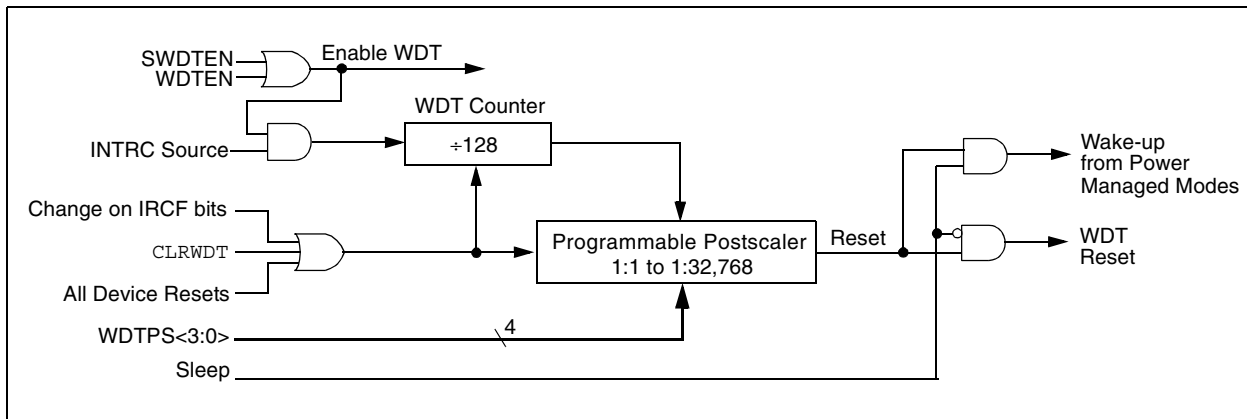 SWDTEN
WDTEN
Enable WDT
WDT Counter
÷128
INTRC Source
Change on IRCF bits
CLRWDT
All Device Resets
Programmable Postscaler
1:1 to 1:32,768
Reset
Wake-up
from Power
Managed Modes
WDT
Reset
WDTPS<3:0>
4
Sleep